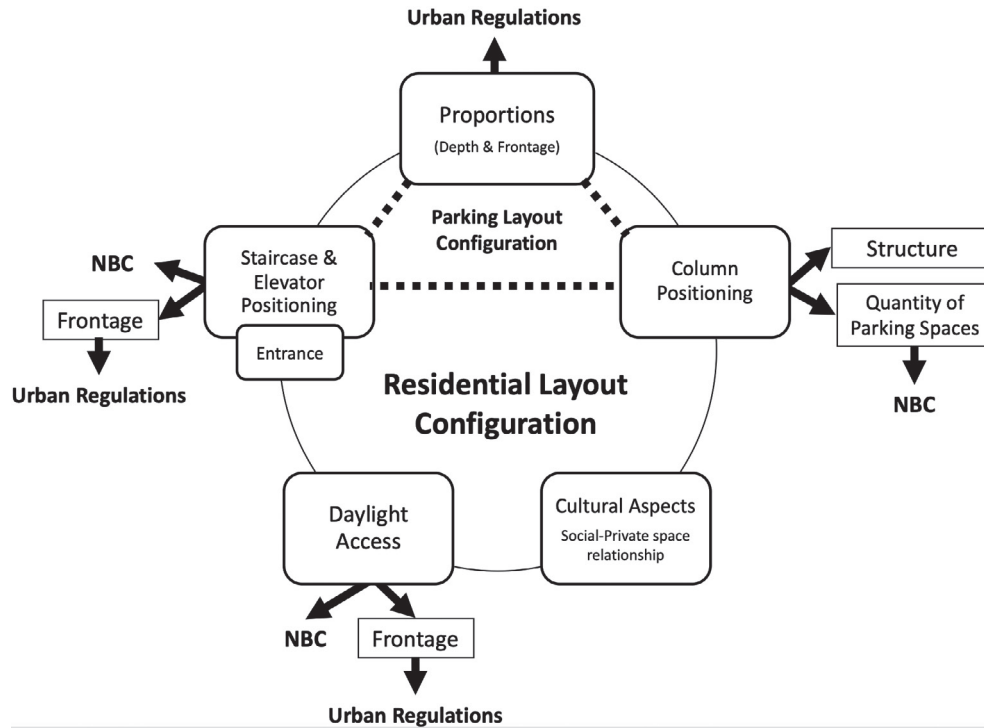 Urban Regulations
Proportions
(Depth & Frontage)
Parking Layout
Configuration
Staircase &
Elevator
Positioning
Entrance
NBC
Frontage
Urban Regulations
Column
Positioning
Structure
Quantity of
Parking Spaces
NBC
Residential Layout
Configuration
Daylight
Access
NBC
Frontage
Urban Regulations
Cultural Aspects
Social-Private space
relationship